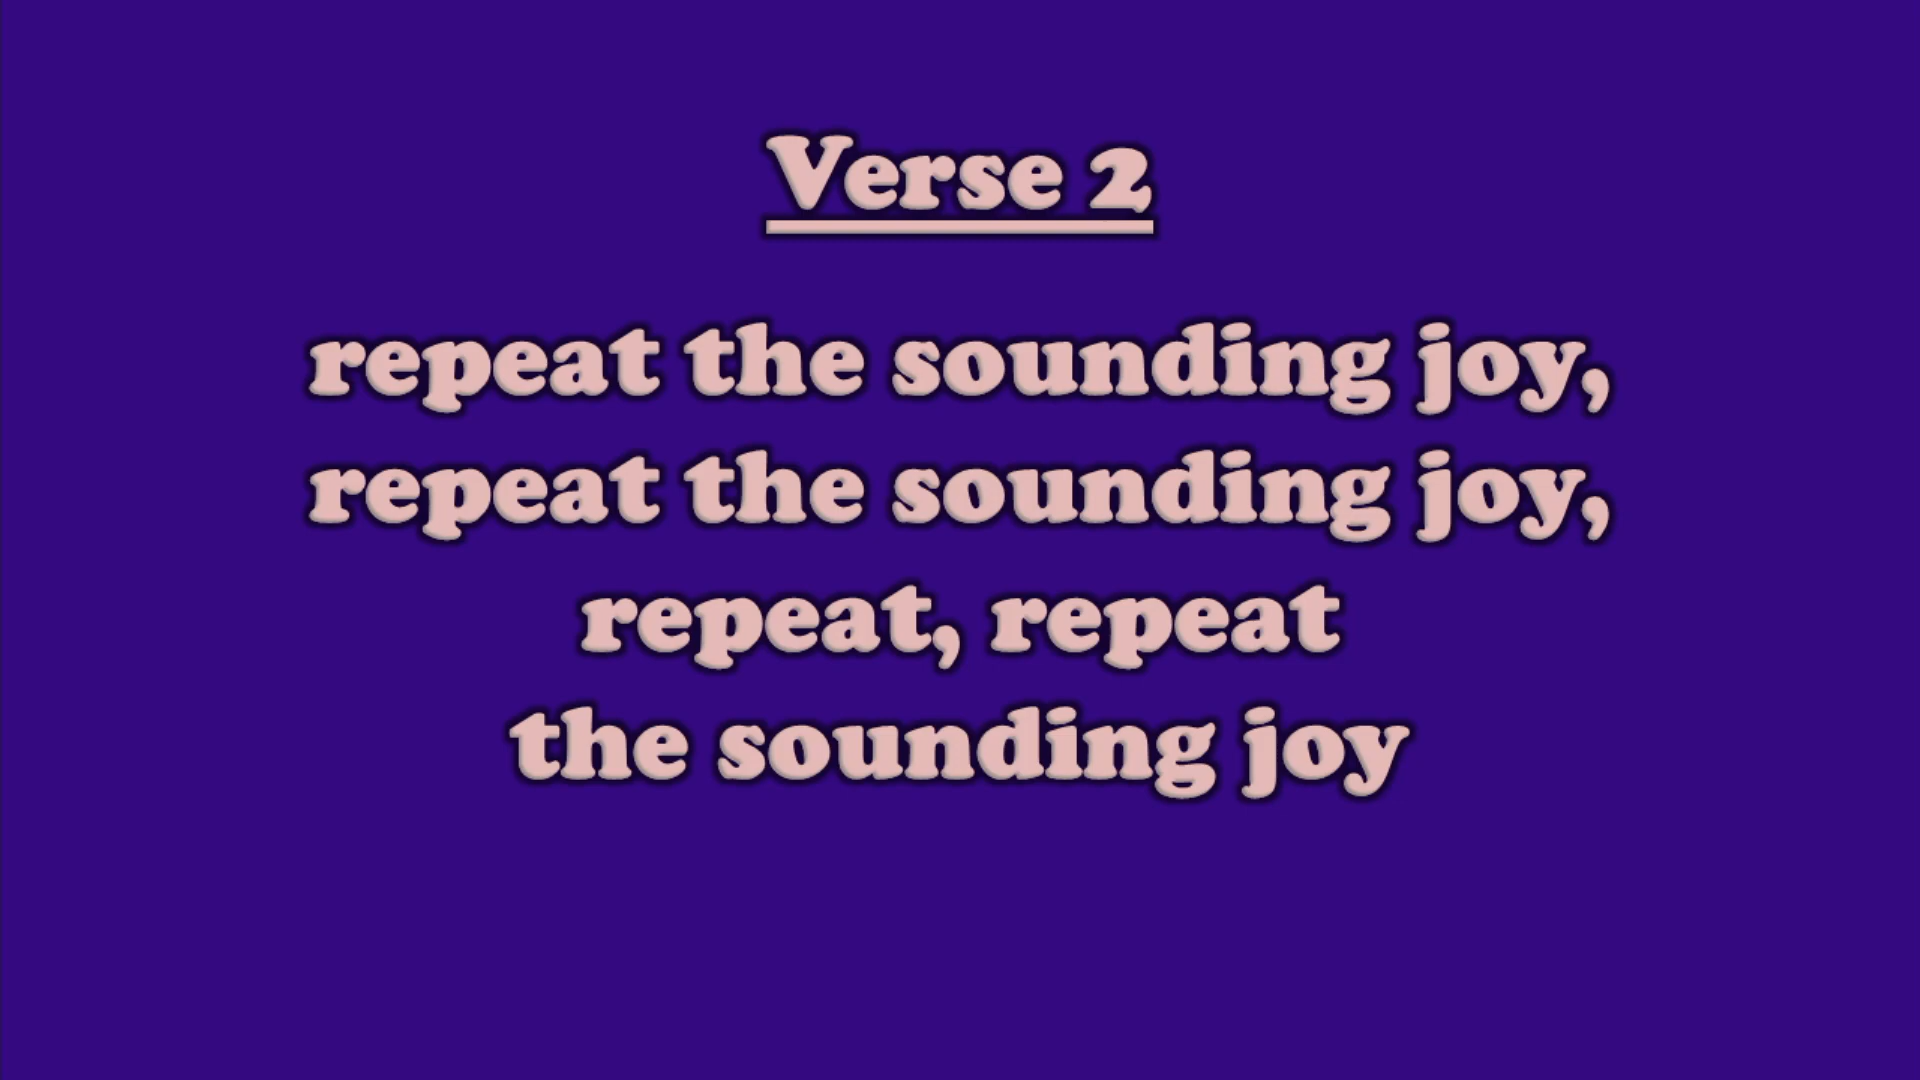 Verse 2
repeat the sounding joy,
repeat the sounding joy,
repeat, repeat
the sounding joy